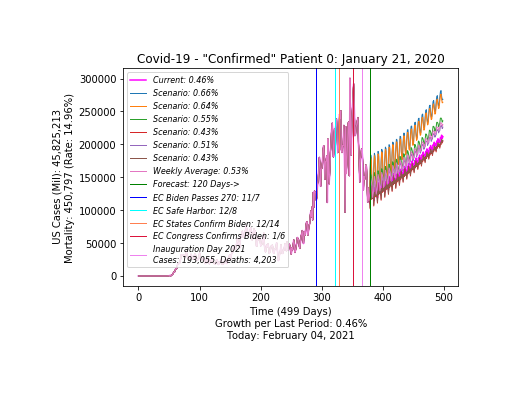 Covid-19 - "Confirmed" Patient 0: January 21, 2020
US Cases (Mil): 45,825,213
Mortality: 450,797 (Rate: 14.96%)
300000
250000
200000
150000
100000
50000
0
Current: 0.46%
Scenario: 0.66%
Scenario: 0.64%
Scenario: 0.55%
Scenario: 0.43%
Scenario: 0.51%
Scenario: 0.43%
Weekly Average: 0.53%
Forecast: 120 Days->
EC Biden Passes 270: 11/7
EC Safe Harbor: 12/8
EC States Confirm Biden: 12/14
EC Congress Confirms Biden: 1/6
Inauguration Day 2021
Cases: 193,055, Deaths: 4,203
0 100 200 300 400 500
Time (499 Days)
Growth per Last Period: 0.46%
Today: February 04, 2021